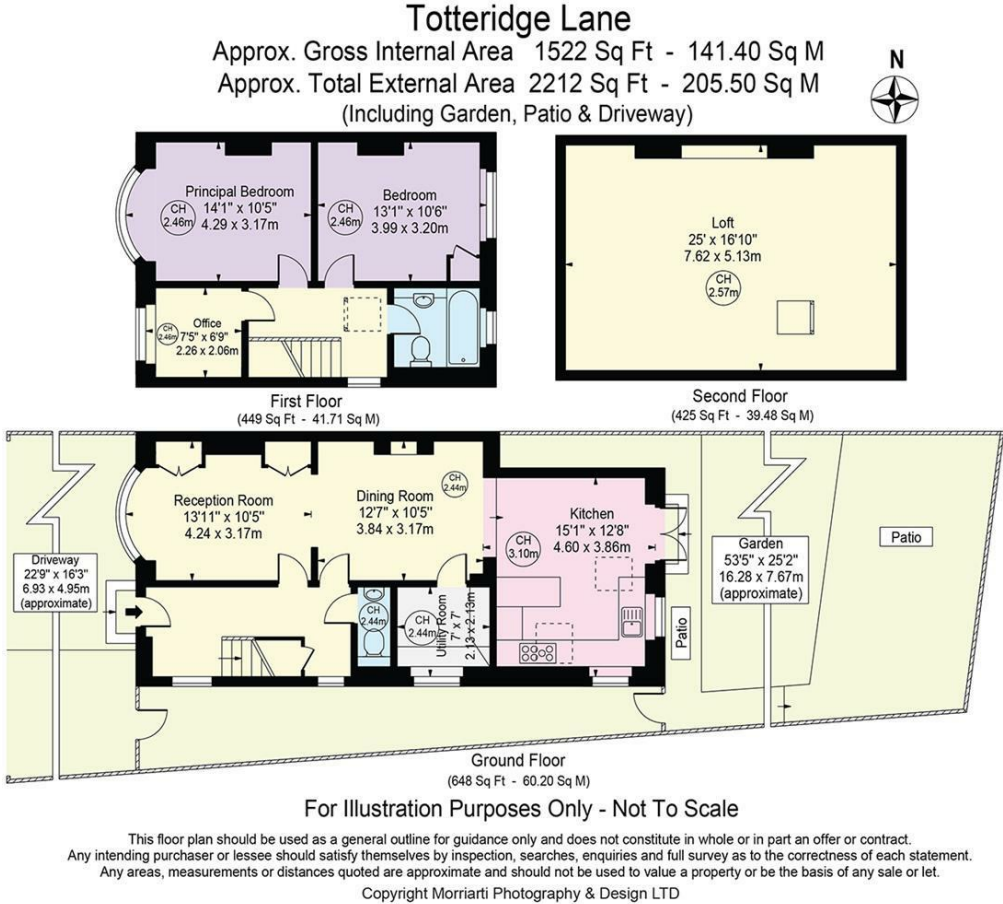 Totteridge Lane
Approx. Gross Internal Area 1522 Sq Ft - 141.40 Sq M
Approx. Total External Area 2212 Sq Ft - 205.50 Sq M
(Including Garden, Patio & Driveway)
N
Principal Bedroom
14'1" x 10'5"
4.29 x 3.17m
CH
2.46m
Bedroom
13'1" x 10'6"
3.99 x 3.20m
CH
2.46m
Office
7'5" x 6'9"
2.26 x 2.06m
CH
2.46m
First Floor
(449 Sq Ft - 41.71 Sq M)
Loft
25' x 16'10"
7.62 x 5.13m
CH
2.57m
Second Floor
(425 Sq Ft - 39.48 Sq M)
Reception Room
13'11" x 10'5"
4.24 x 3.17m
Dining Room
12'7" x 10'5"
3.84 x 3.17m
CH
2.44m
Kitchen
15'1" x 12'8"
4.60 x 3.86m
CH
3.10m
Driveway
22'9" x 16'3"
6.93 x 4.95m
(approximate)
Garden
53'5" x 25'2"
16.28 x 7.67m
(approximate)
Patio
CH
2.44m
CH
2.44m
Utility Room
7' x 7'
2.13 x 2.13m
Patio
Ground Floor
(648 Sq Ft - 60.20 Sq M)
For Illustration Purposes Only - Not To Scale
This floor plan should be used as a general outline for guidance only and does not constitute in whole or in part an offer or contract.
Any intending purchaser or lessee should satisfy themselves by inspection, searches, enquiries and full survey as to the correctness of each statement.
Any areas, measurements or distances quoted are approximate and should not be used to value a property or be the basis of any sale or let.
Copyright Morriarti Photography & Design LTD